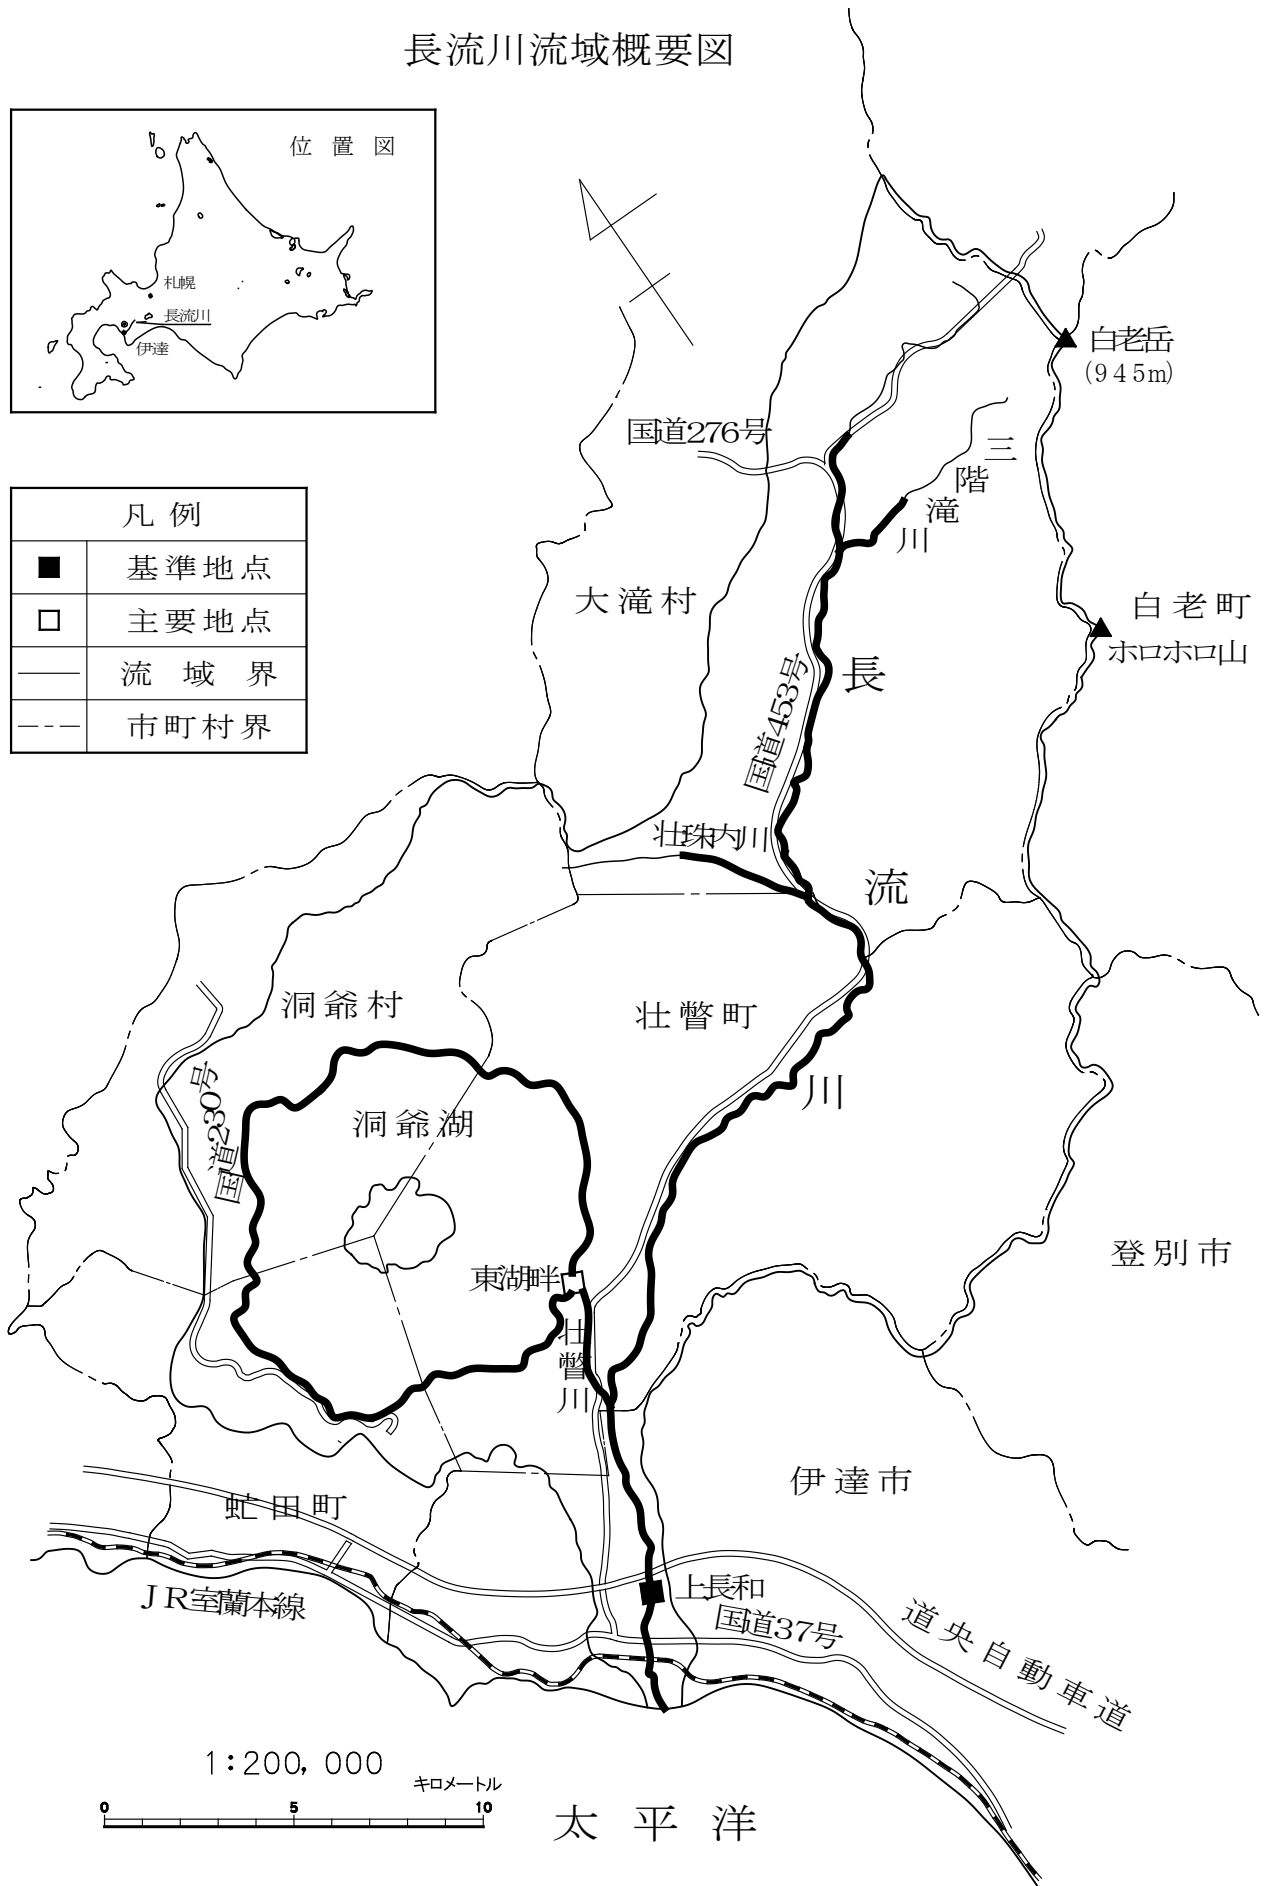 長流川流域概要図
位置図
札幌
長流川
伊達
白老岳
(945m)
国道276号
三階滝川
凡例
基準地点
主要地点
流域界
市町村界
大滝村
白老町
ホロホロ山
国道453号
長流川
壮珠内川
洞爺村
壮瞥町
国道230号
洞爺湖
東湖畔
壮瞥川
登別市
伊達市
虻田町
JR室蘭本線
上長和
国道37号
道央自動車道
1:200,000
キロメートル
0 5 10
太平洋